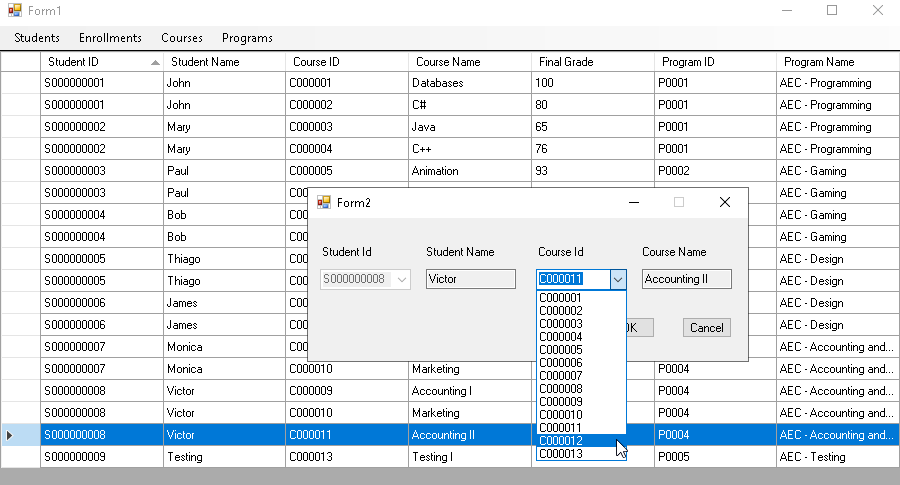 Form1
Students Enrollments Courses Programs
Student ID Student Name Course ID Course Name Final Grade Program ID Program Name
S000000001 John C000001 Databases 100 P0001 AEC - Programming
S000000001 John C000002 C# 80 P0001 AEC - Programming
S000000002 Mary C000003 Java 65 P0001 AEC - Programming
S000000002 Mary C000004 C++ 76 P0001 AEC - Programming
S000000003 Paul C000005 Animation 93 P0002 AEC - Gaming
S000000003 Paul AEC - Gaming
S000000004 Bob AEC - Gaming
S000000004 Bob AEC - Gaming
S000000005 Thiago AEC - Design
S000000005 Thiago AEC - Design
S000000006 James AEC - Design
S000000006 James AEC - Design
S000000007 Monica AEC - Accounting and...
S000000007 Monica C000010 Marketing P0004 AEC - Accounting and...
S000000008 Victor C000009 Accounting I P0004 AEC - Accounting and...
S000000008 Victor C000010 Marketing P0004 AEC - Accounting and...
S000000008 Victor C000011 Accounting II P0004 AEC - Accounting and...
S000000009 Testing C000013 Testing I P0005 AEC - Testing
Form2
Student Id Student Name Course Id Course Name
S000000008 Victor C000011 Accounting II
C000001
C000002
C000003
C000004
C000005
C000006
C000007
C000008
C000009
C000010
C000011
C000012
C000013
Cancel